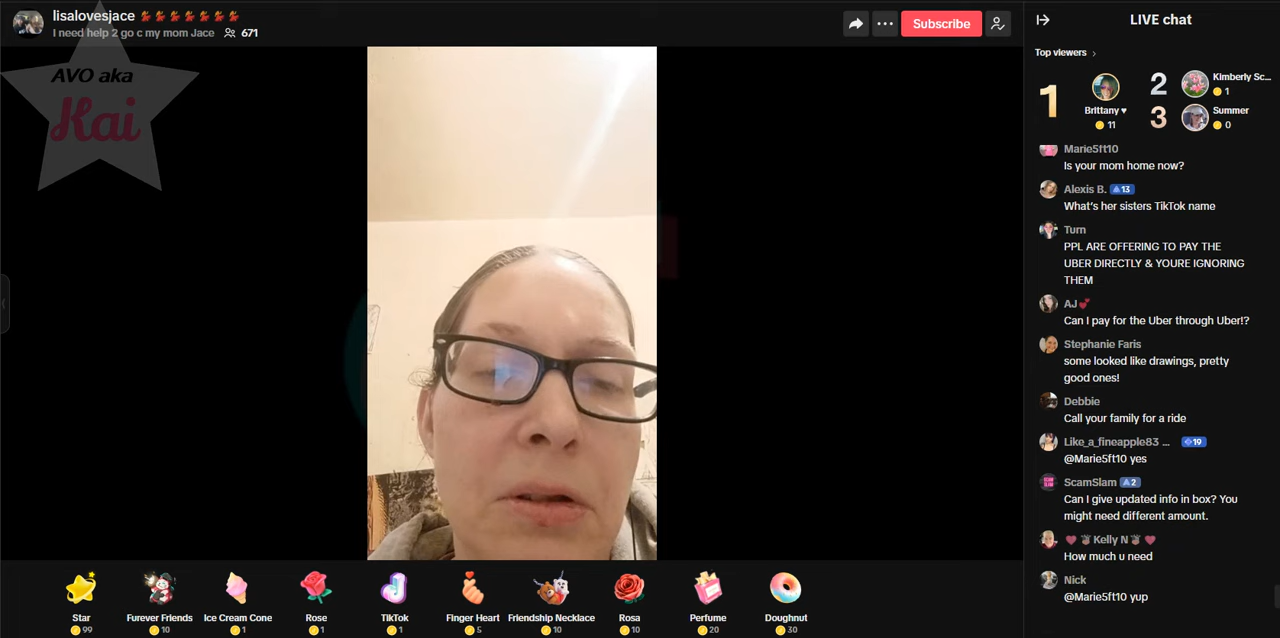 lisalovesjace
I need help 2 go c my mom Jace 671
Subscribe
AVO aka
Kai
LIVE chat
Top viewers
1
Brittany
11
2
Kimberly Sc...
1
3
Summer
0
Marie5ft10
Is your mom home now?
Alexis B. 13
What's her sisters TikTok name
Turn
PPL ARE OFFERING TO PAY THE
UBER DIRECTLY & YOURE IGNORING
THEM
AJ
Can I pay for the Uber through Uber!?
Stephanie Faris
some looked like drawings, pretty
good ones!
Debbie
Call your family for a ride
Like_a_fineapple83 ... 19
@Marie5ft10 yes
ScamSlam 2
Can I give updated info in box? You
might need different amount.
Kelly N
How much u need
Nick
@Marie5ft10 yup
Star
99
Furever Friends
10
Ice Cream Cone
1
Rose
1
TikTok
1
Finger Heart
5
Friendship Necklace
10
Rosa
10
Perfume
20
Doughnut
30